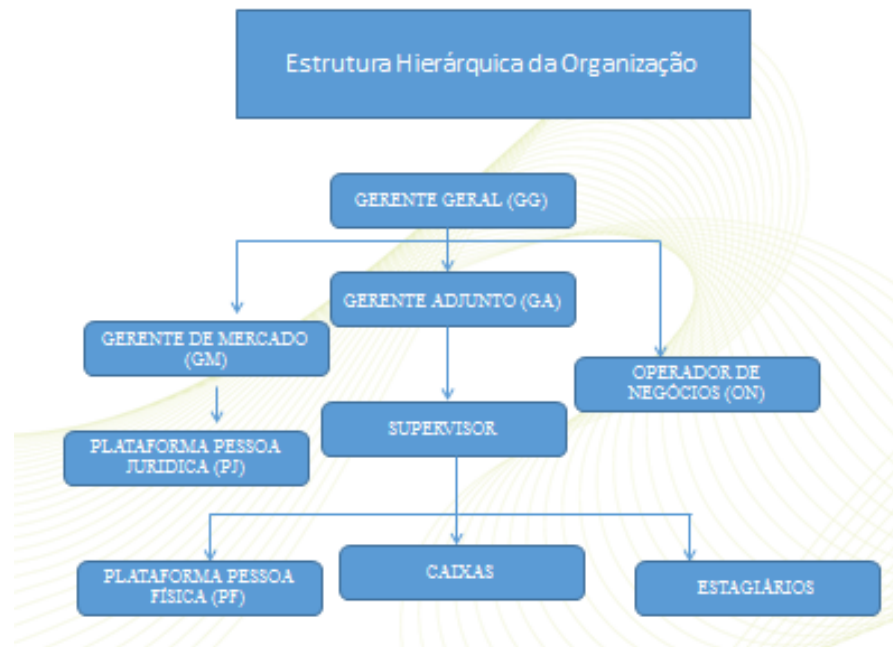 Estrutura Hierárquica da Organização
GERENTE GERAL (GG)
GERENTE ADJUNTO (GA)
GERENTE DE MERCADO
(GM)
OPERADOR DE
NEGÓCIOS (ON)
SUPERVISOR
PLATAFORMA PESSOA
JURIDICA (PJ)
PLATAFORMA PESSOA
FÍSICA (PF)
CAIXAS
ESTAGIÁRIOS